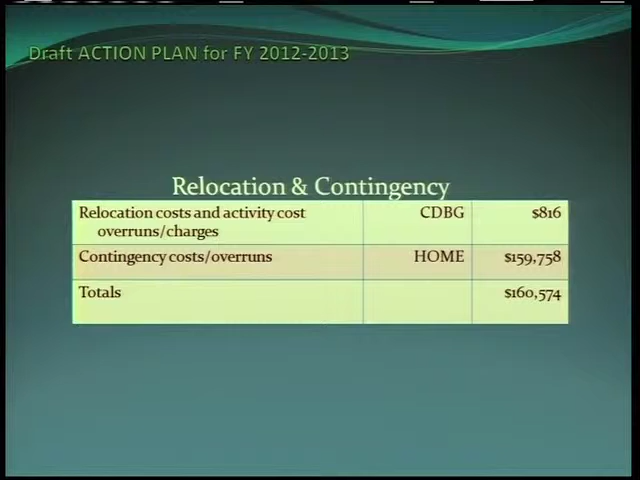 Draft ACTION PLAN for FY 2012-2013
Relocation & Contingency
Relocation costs and activity cost CDBG $816
overruns/charges
Contingency costs/overruns HOME $159,758
Totals $160,574